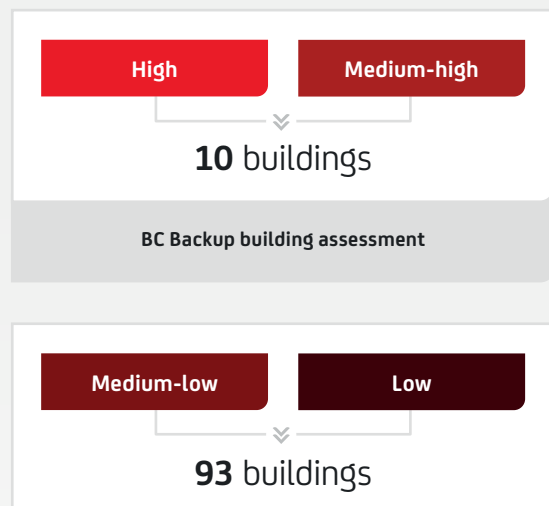 High Medium-high
10 buildings
BC Backup building assessment
Medium-low Low
93 buildings